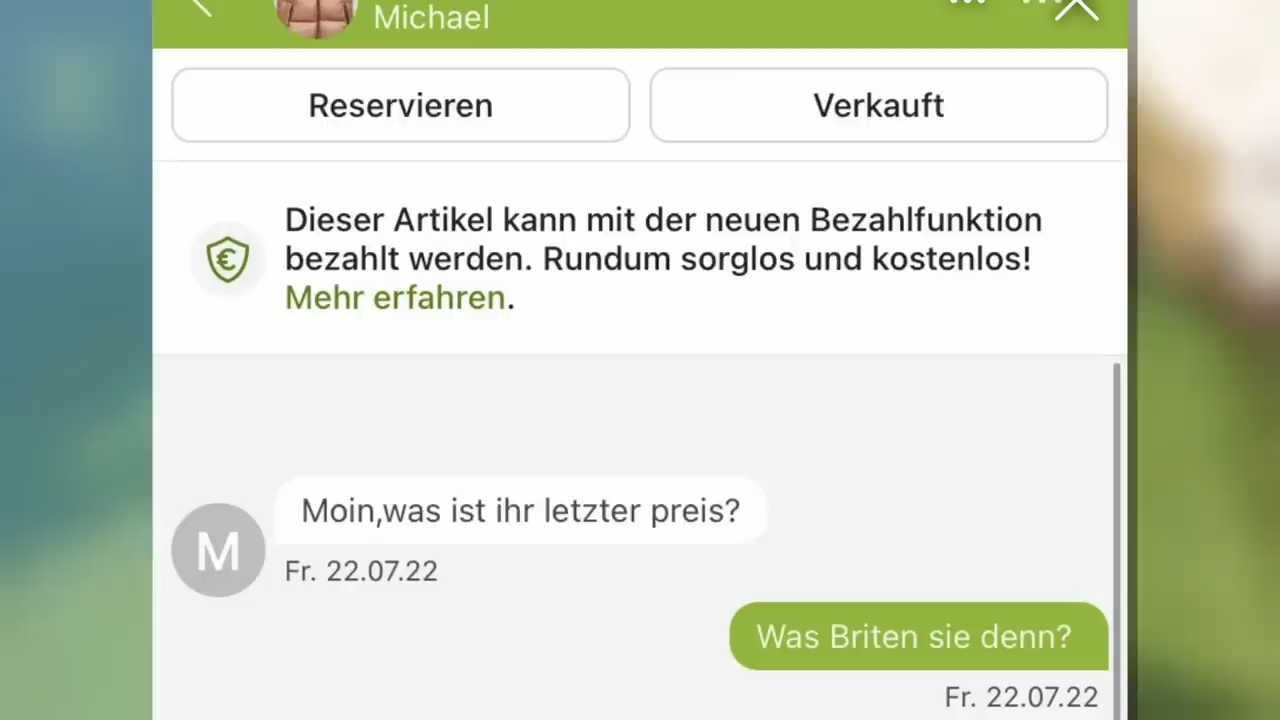 Michael
Reservieren
Verkauft
Dieser Artikel kann mit der neuen Bezahlfunktion
bezahlt werden. Rundum sorglos und kostenlos!
Mehr erfahren.
Moin,was ist ihr letzter preis?
M
Fr. 22.07.22
Was Briten sie denn?
Fr. 22.07.22